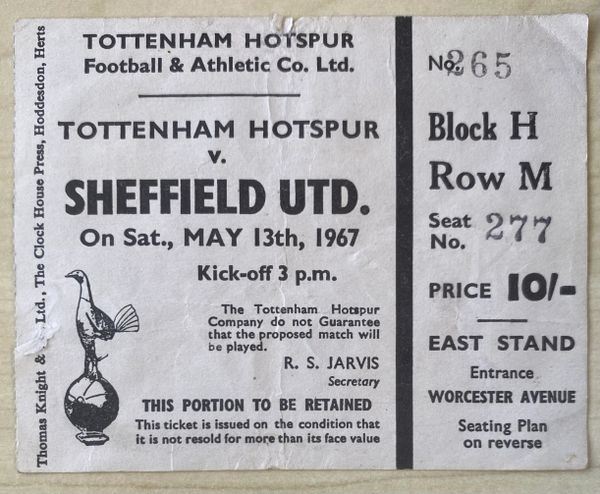 TOTTENHAM HOTSPUR
Football & Athletic Co. Ltd.
TOTTENHAM HOTSPUR
v.
SHEFFIELD UTD.
On Sat., MAY 13th, 1967
Kick-off 3 p.m.
The Tottenham Hotspur
Company do not Guarantee
that the proposed match will
be played.
R. S. JARVIS
Secretary
THIS PORTION TO BE RETAINED
This ticket is issued on the condition that
it is not resold for more than its face value
Thomas Knight & Ltd., The Clock House Press, Hoddesdon, Herts
No. 265
Block H
Row M
Seat
No. 277
PRICE 10/-
EAST STAND
Entrance
WORCESTER AVENUE
Seating Plan
on reverse